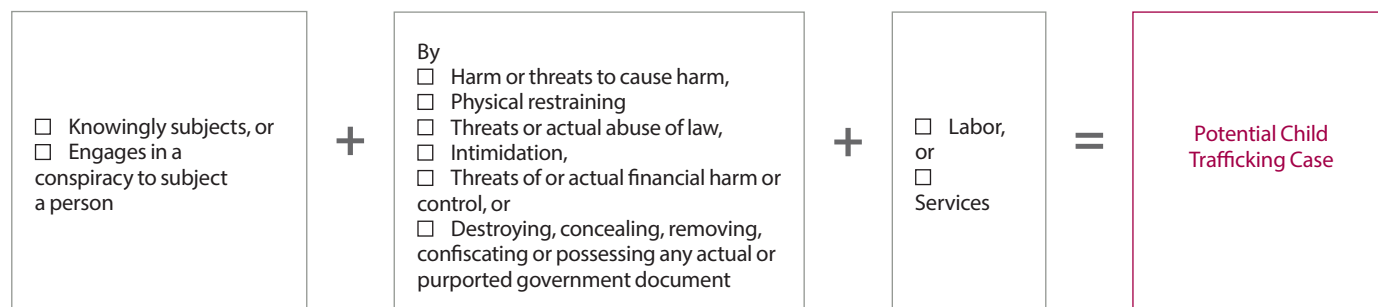 ☐ Knowingly subjects, or
☐ Engages in a
conspiracy to subject
a person
+
By
☐ Harm or threats to cause harm,
☐ Physical restraining
☐ Threats or actual abuse of law,
☐ Intimidation,
☐ Threats of or actual financial harm or
control, or
☐ Destroying, concealing, removing,
confiscating or possessing any actual or
purported government document
+
☐ Labor,
or
☐
Services
=
Potential Child
Trafficking Case